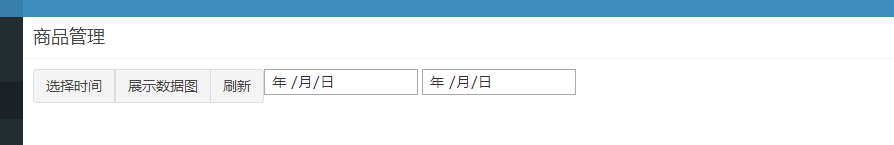 商品管理
选择时间 展示数据图 刷新 年 /月/日 年 /月/日